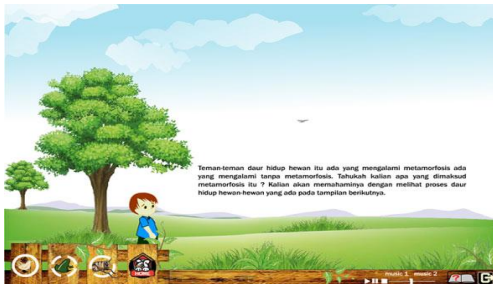 Teman-teman daur hidup hewan itu ada yang mengalami metamorfosis ada
yang mengalami tanpa metamorfosis. Tahukah kalian apa yang dimaksud
metamorfosis itu ? Kalian akan memahaminya dengan melihat proses daur
hidup hewan-hewan yang ada pada tampilan berikutnya.
music 1 music 2
HOME